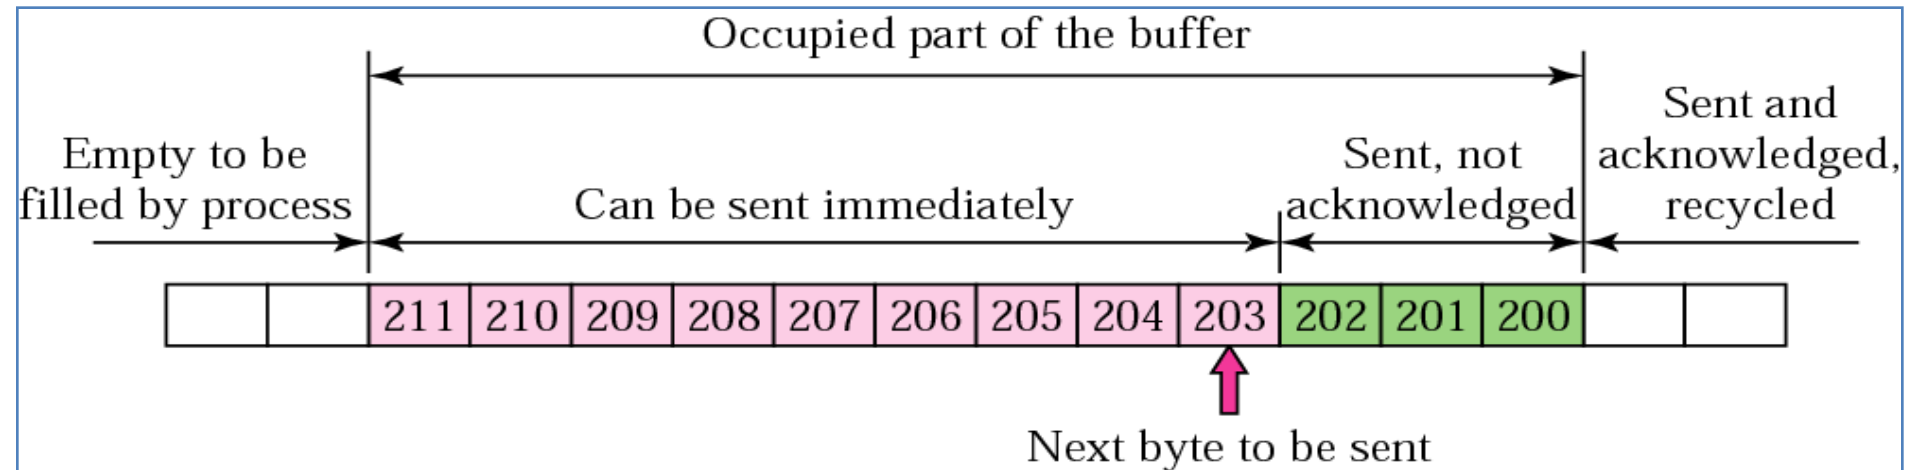 Occupied part of the buffer
Empty to be
filled by process
Can be sent immediately
Sent, not
acknowledged
Sent and
acknowledged,
recycled
211 210 209 208 207 206 205 204 203 202 201 200
Next byte to be sent